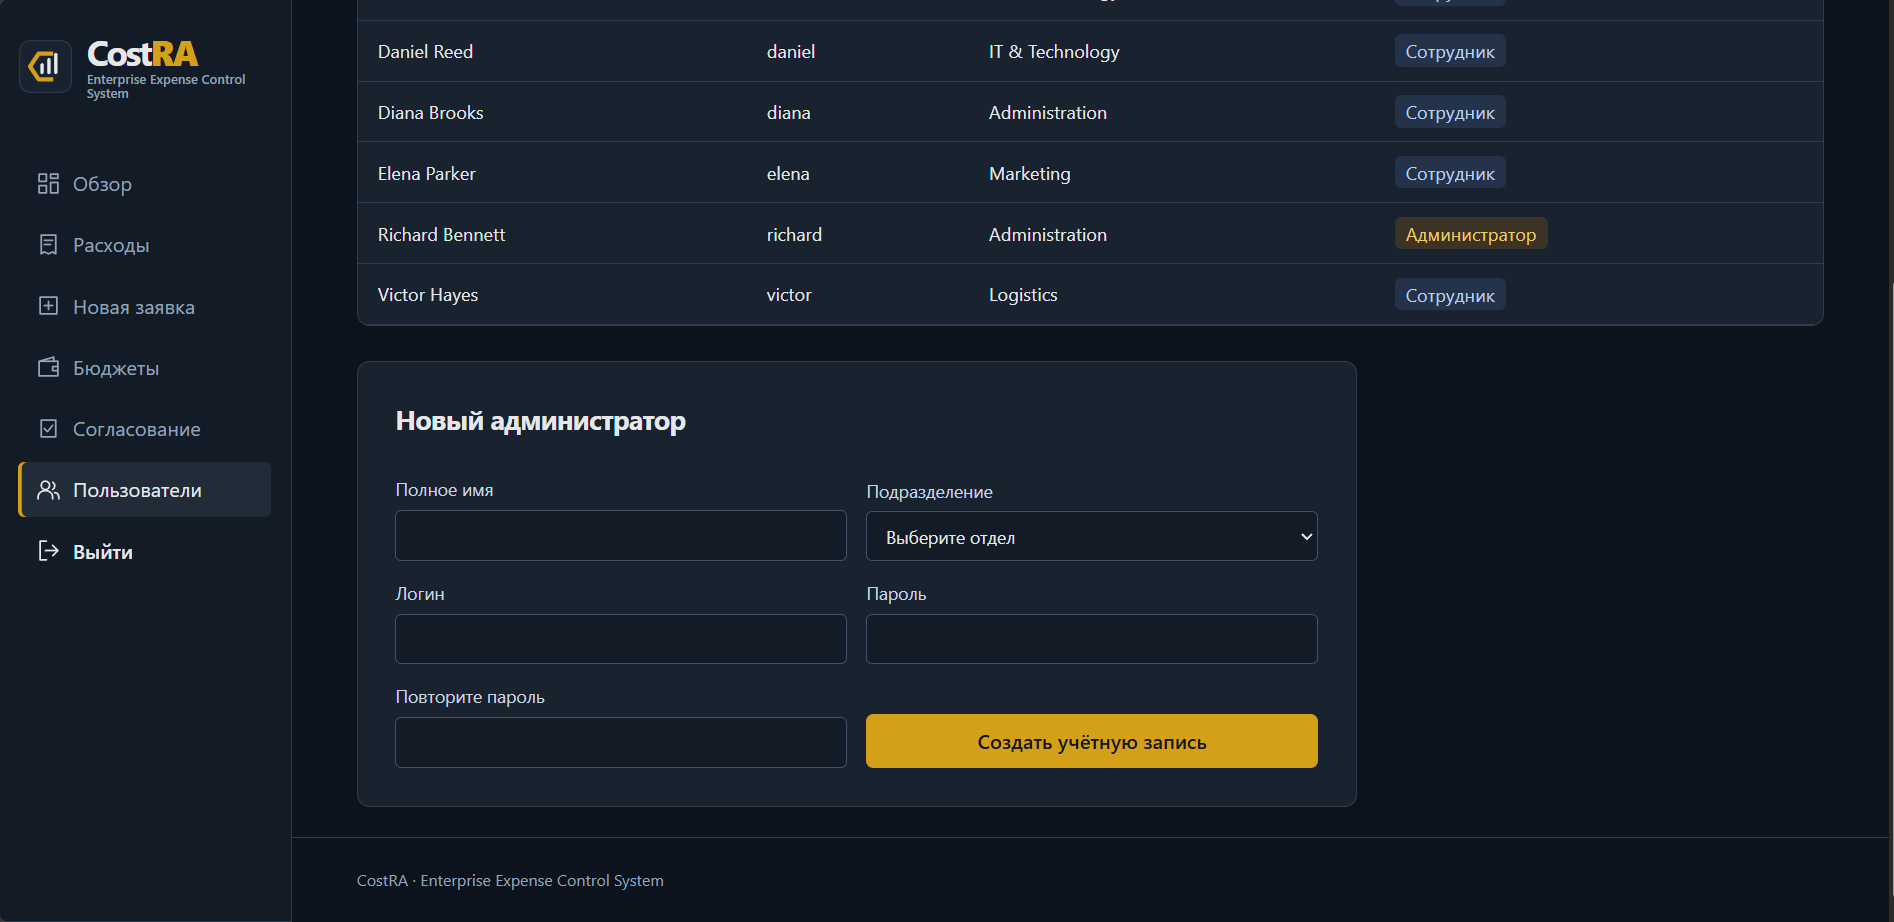 CostRA
Enterprise Expense Control
System
Обзор
Расходы
Новая заявка
Бюджеты
Согласование
Пользователи
Выйти
Daniel Reed daniel IT & Technology Сотрудник
Diana Brooks diana Administration Сотрудник
Elena Parker elena Marketing Сотрудник
Richard Bennett richard Administration Администратор
Victor Hayes victor Logistics Сотрудник
Новый администратор
Полное имя Подразделение
Выберите отдел
Логин Пароль
Повторите пароль
Создать учётную запись
CostRA · Enterprise Expense Control System